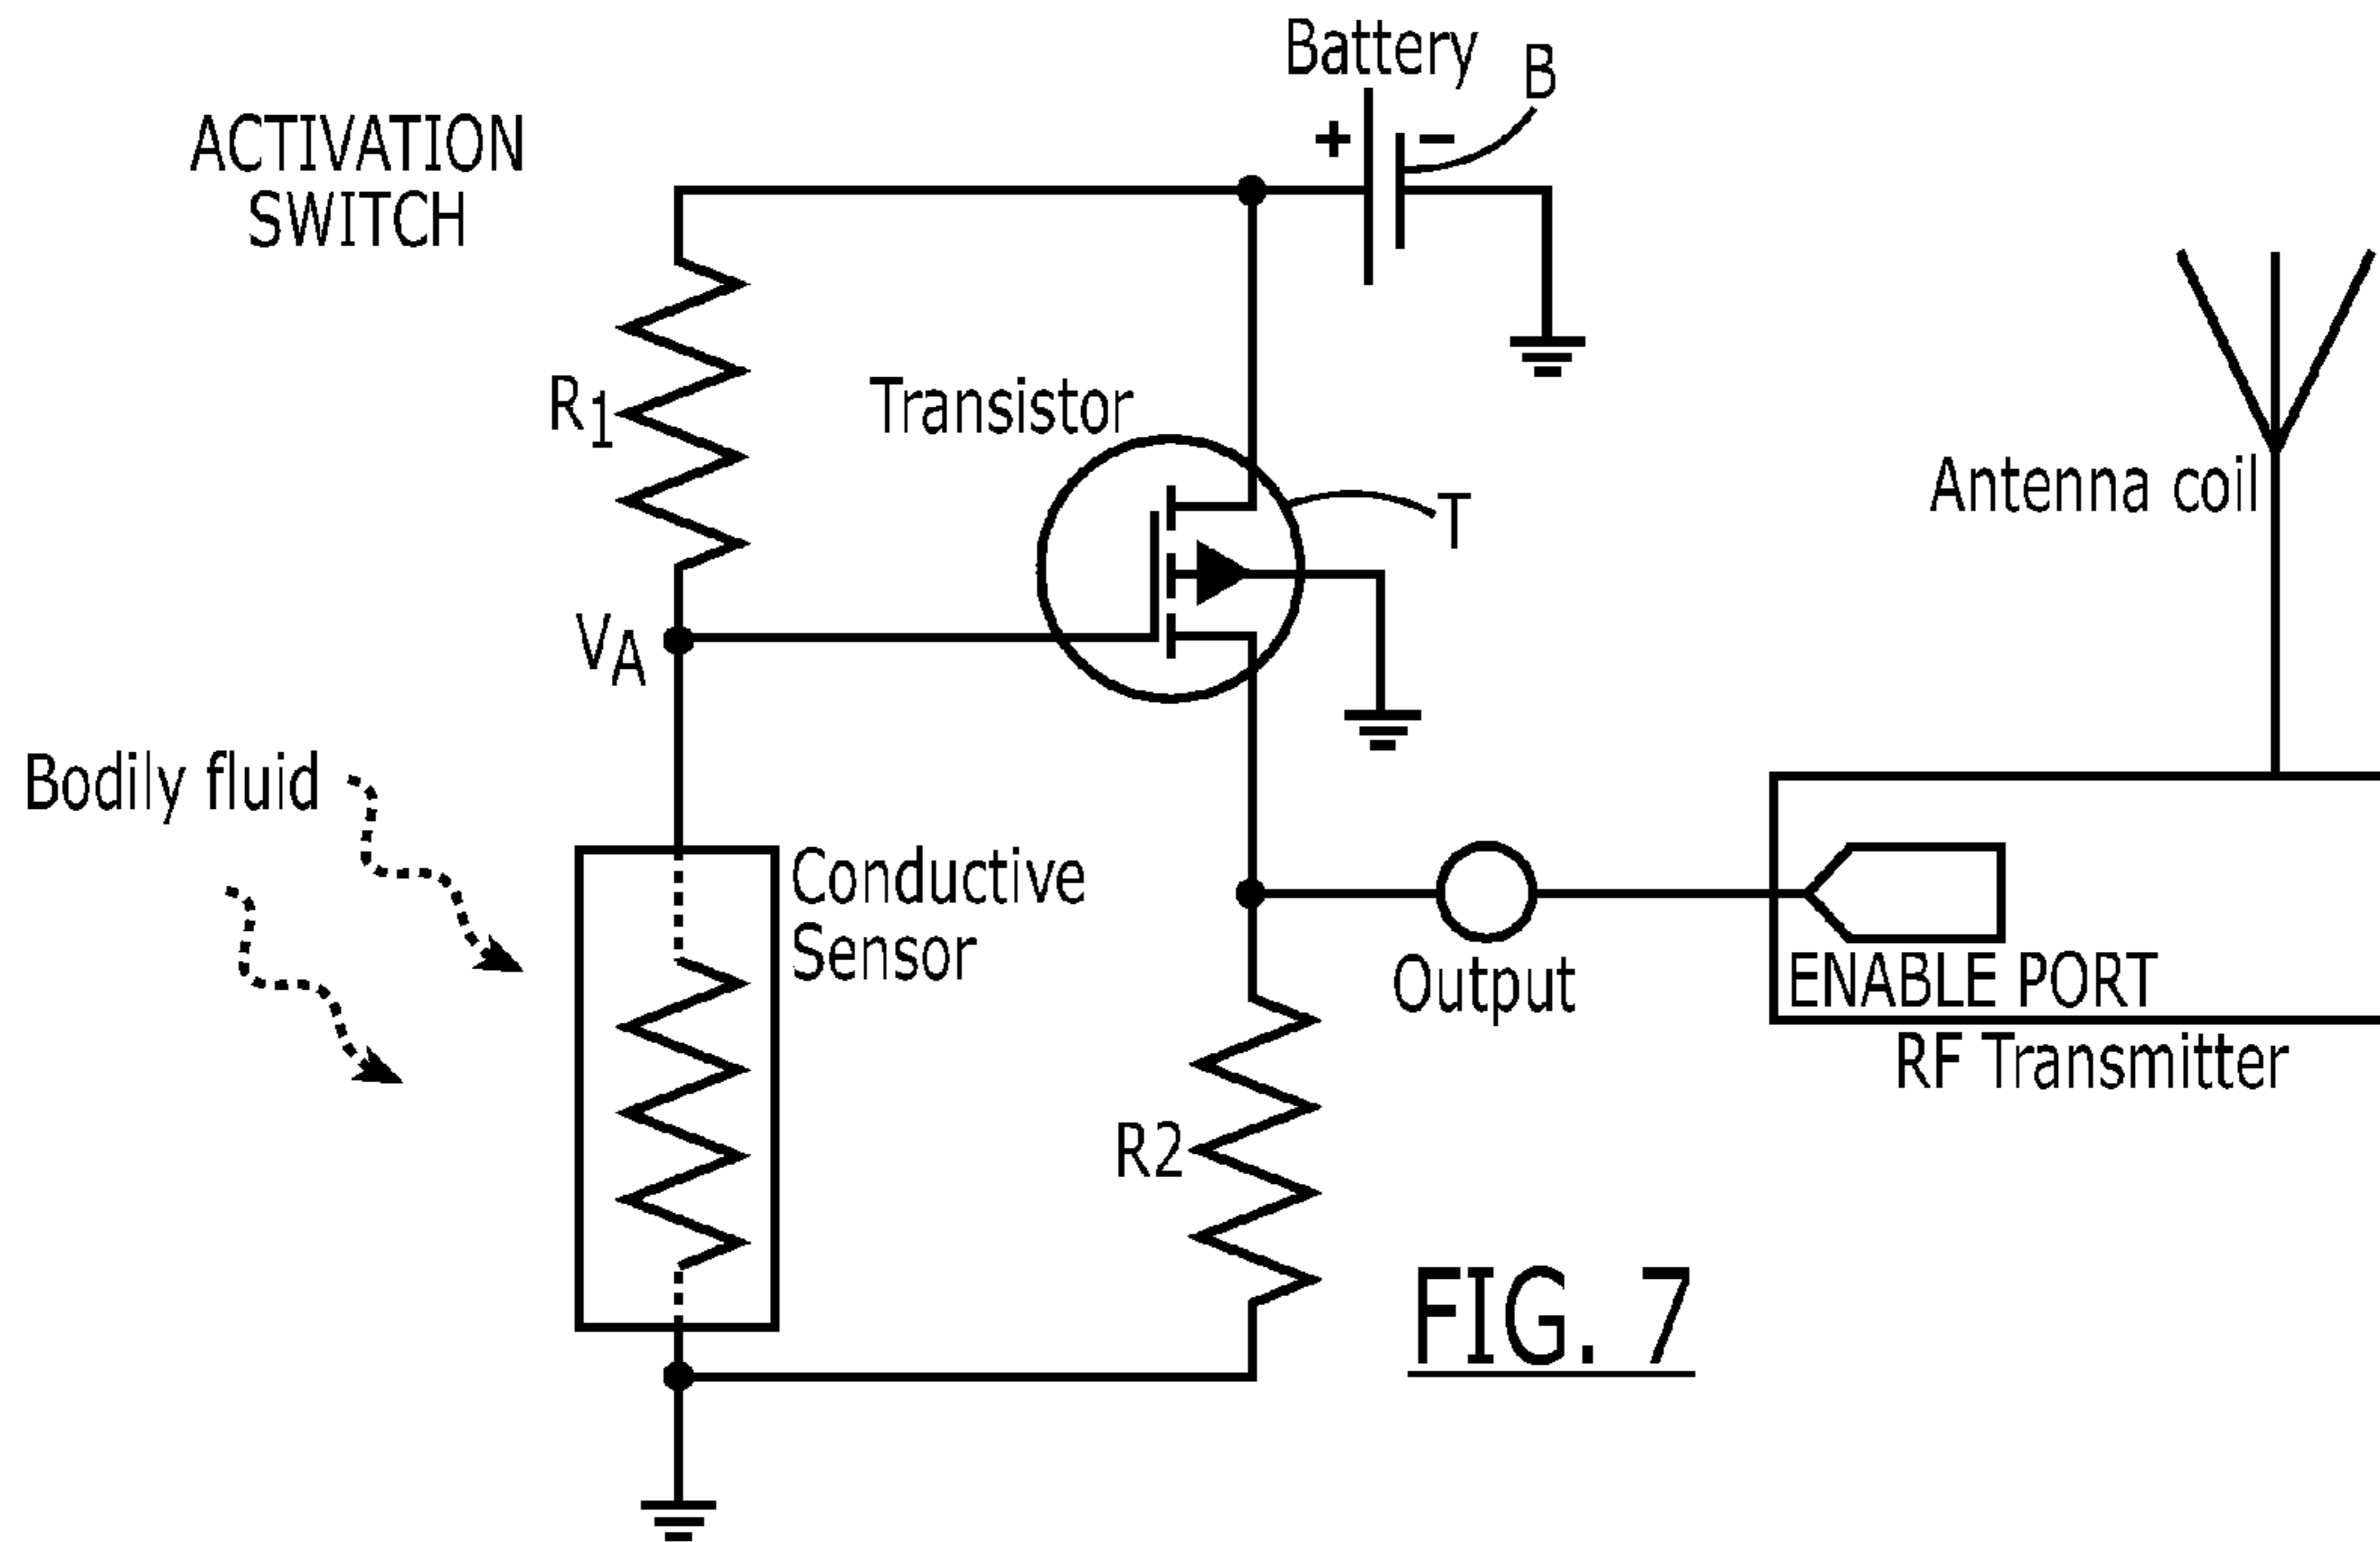 ACTIVATION
SWITCH
Battery
B
+
−
R1
Transistor
T
Antenna coil
VA
Bodily fluid
Conductive
Sensor
Output
ENABLE PORT
RF Transmitter
R2
FIG. 7